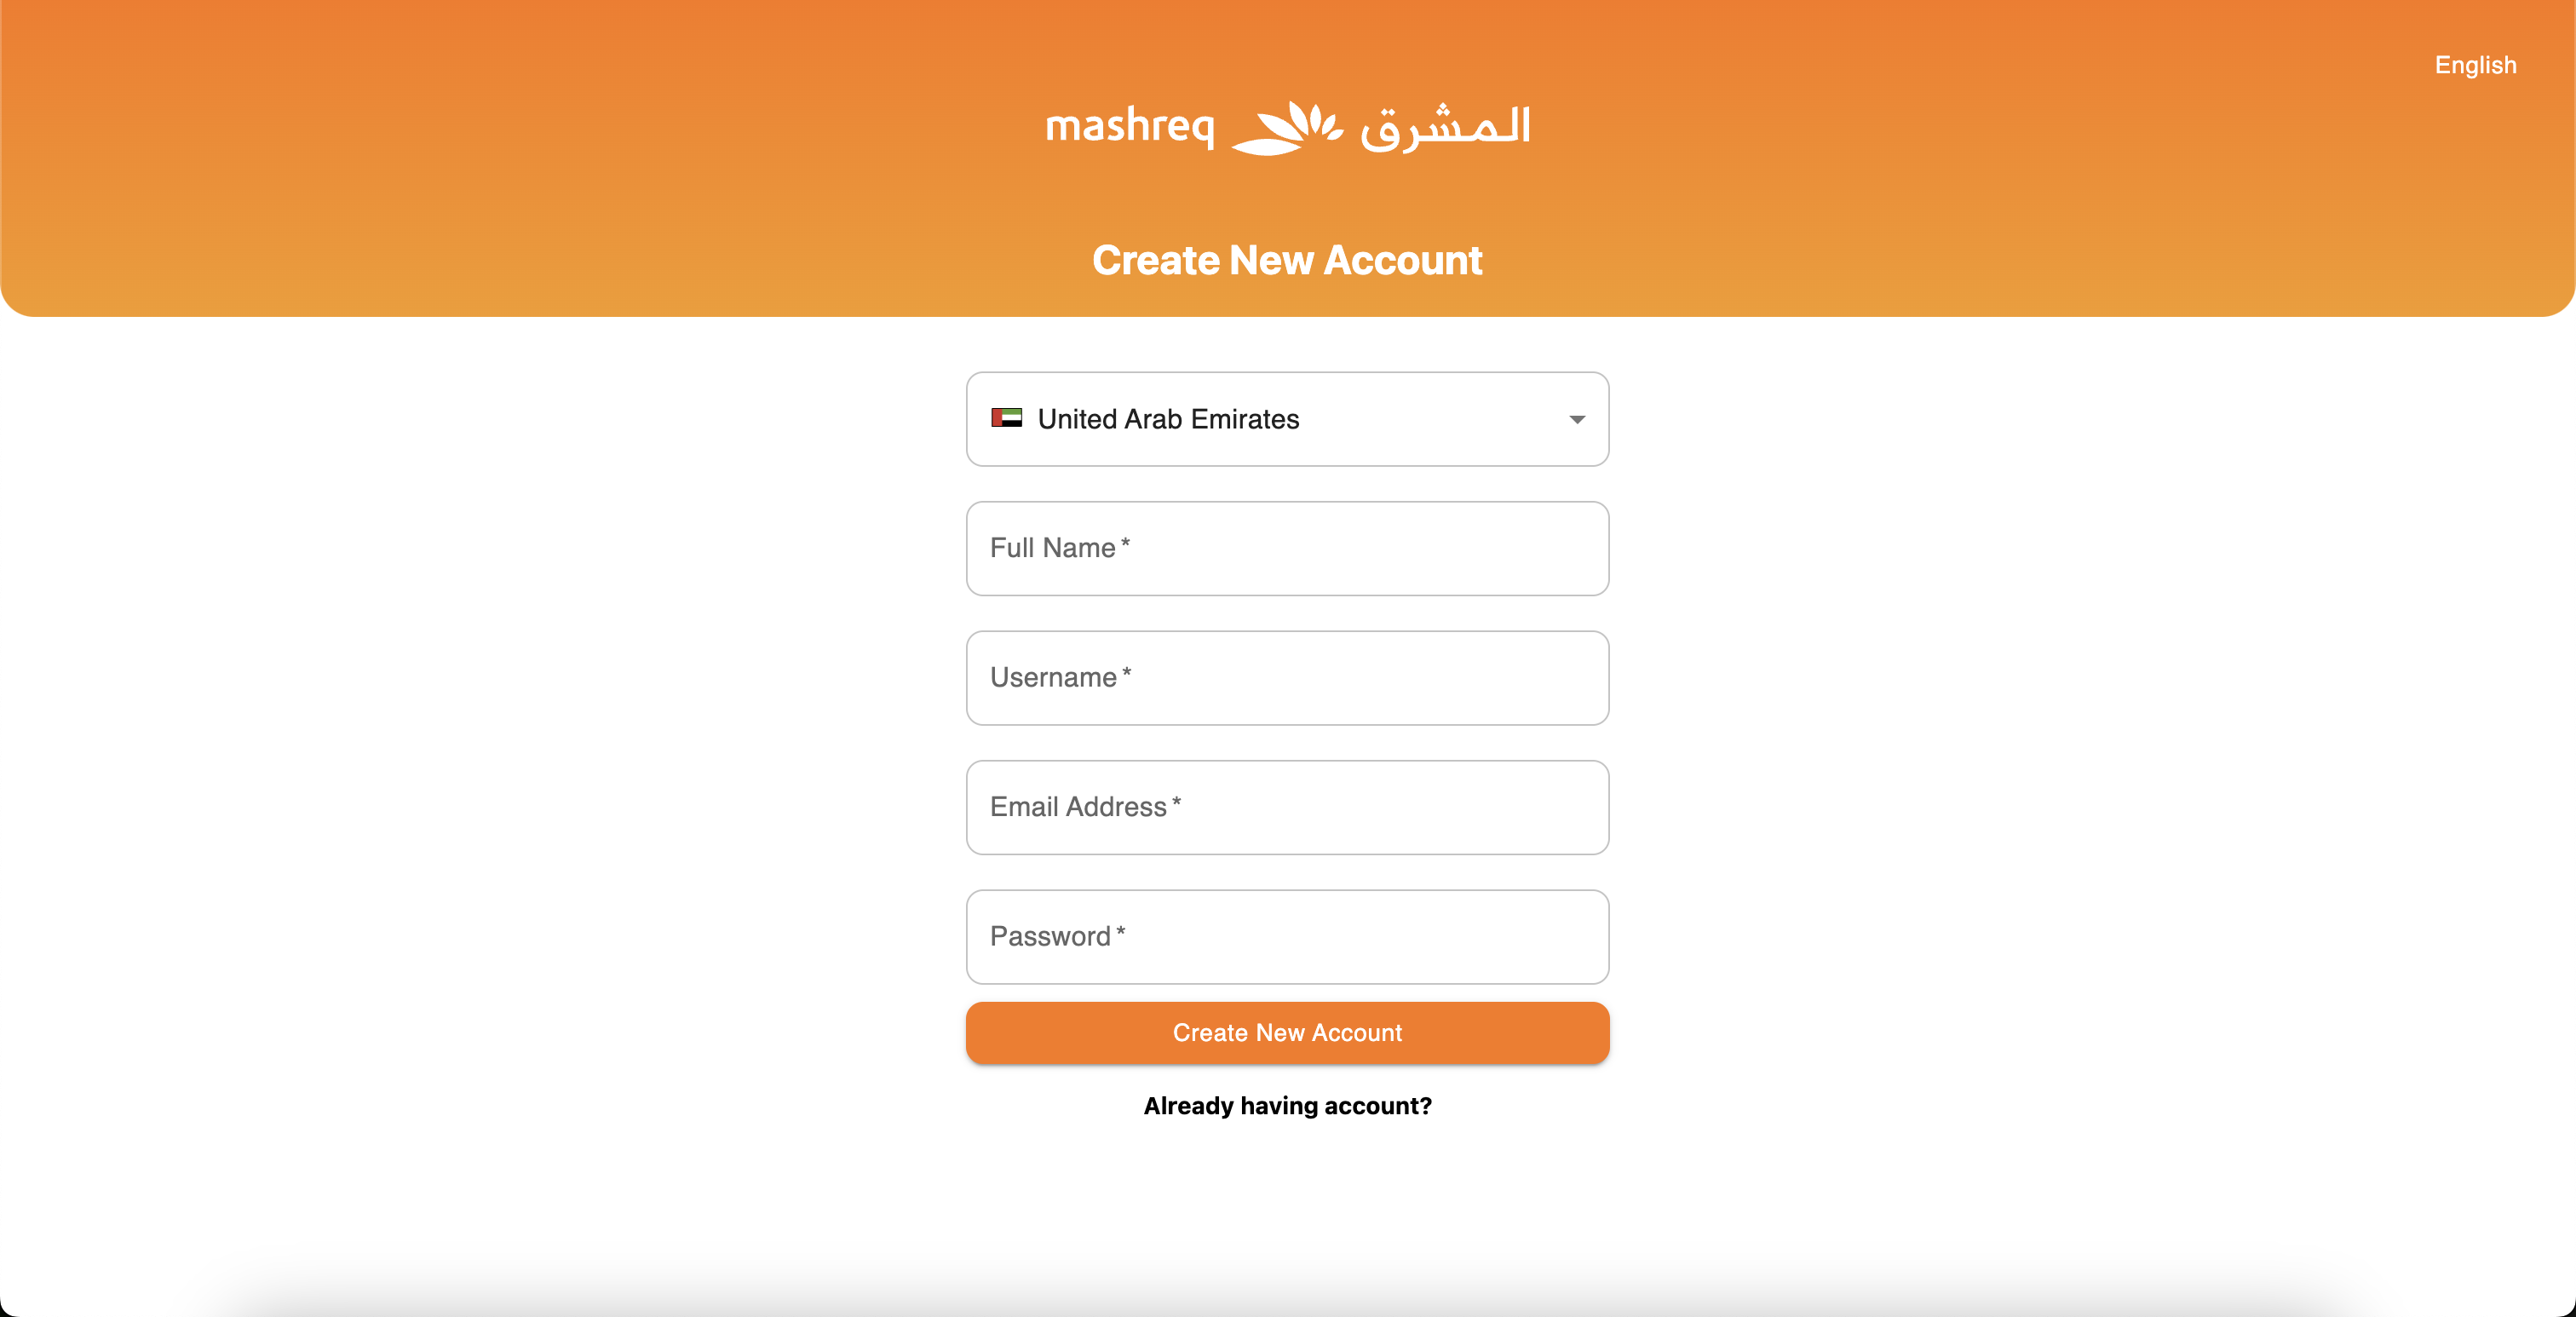 English
mashreq المشرق
Create New Account
United Arab Emirates
Full Name *
Username *
Email Address *
Password *
Create New Account
Already having account?